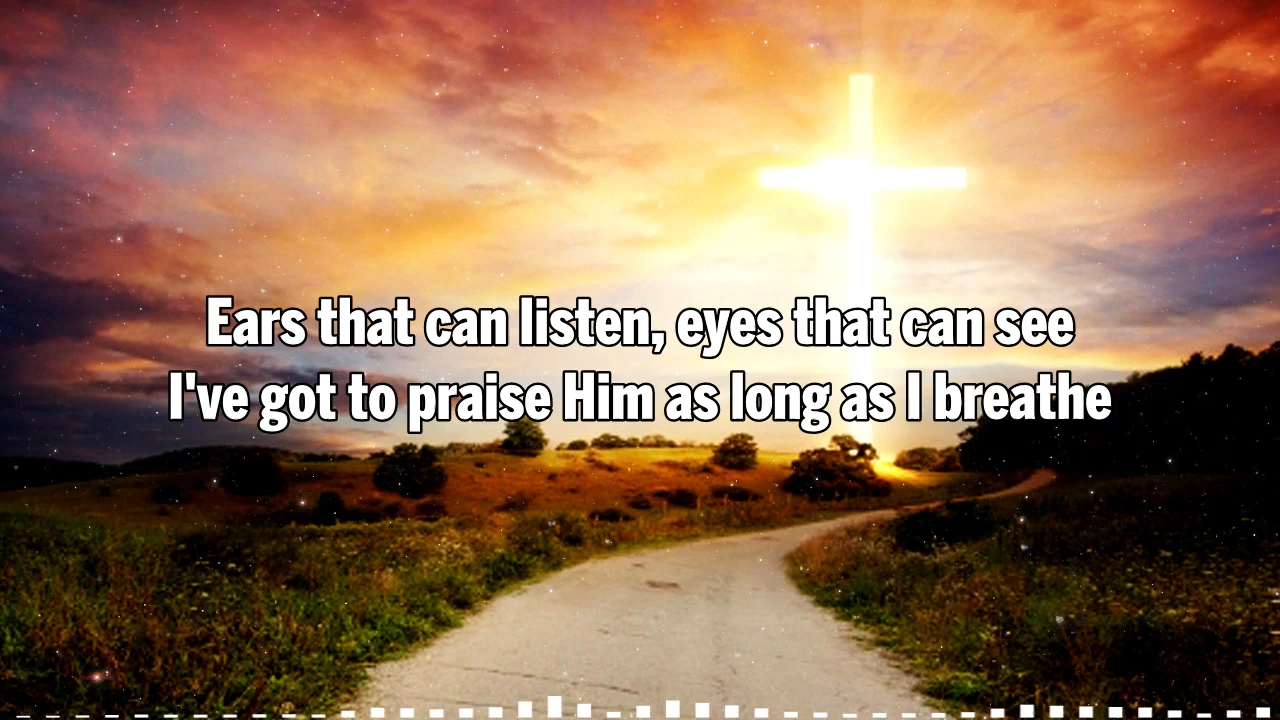 Ears that can listen, eyes that can see
I've got to praise Him as long as I breathe